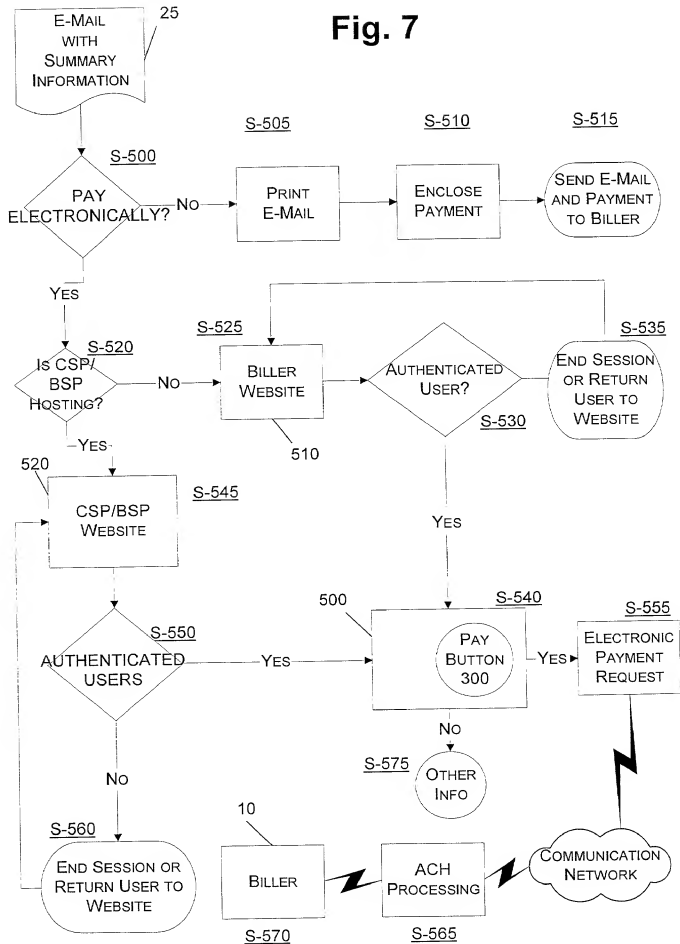 Fig. 7
E-MAIL
WITH
SUMMARY
INFORMATION
25
S-500
PAY
ELECTRONICALLY?
NO
S-505
PRINT
E-MAIL
S-510
ENCLOSE
PAYMENT
S-515
SEND E-MAIL
AND PAYMENT
TO BILLER
YES
S-520
IS CSP/
BSP
HOSTING?
NO
S-525
BILLER
WEBSITE
510
AUTHENTICATED
USER?
S-530
S-535
END SESSION
OR RETURN
USER TO
WEBSITE
YES
520
S-545
CSP/BSP
WEBSITE
YES
S-550
AUTHENTICATED
USERS
YES
500
S-540
PAY
BUTTON
300
YES
S-555
ELECTRONIC
PAYMENT
REQUEST
NO
S-575
OTHER
INFO
NO
S-560
END SESSION OR
RETURN USER TO
WEBSITE
10
BILLER
S-570
ACH
PROCESSING
S-565
COMMUNICATION
NETWORK